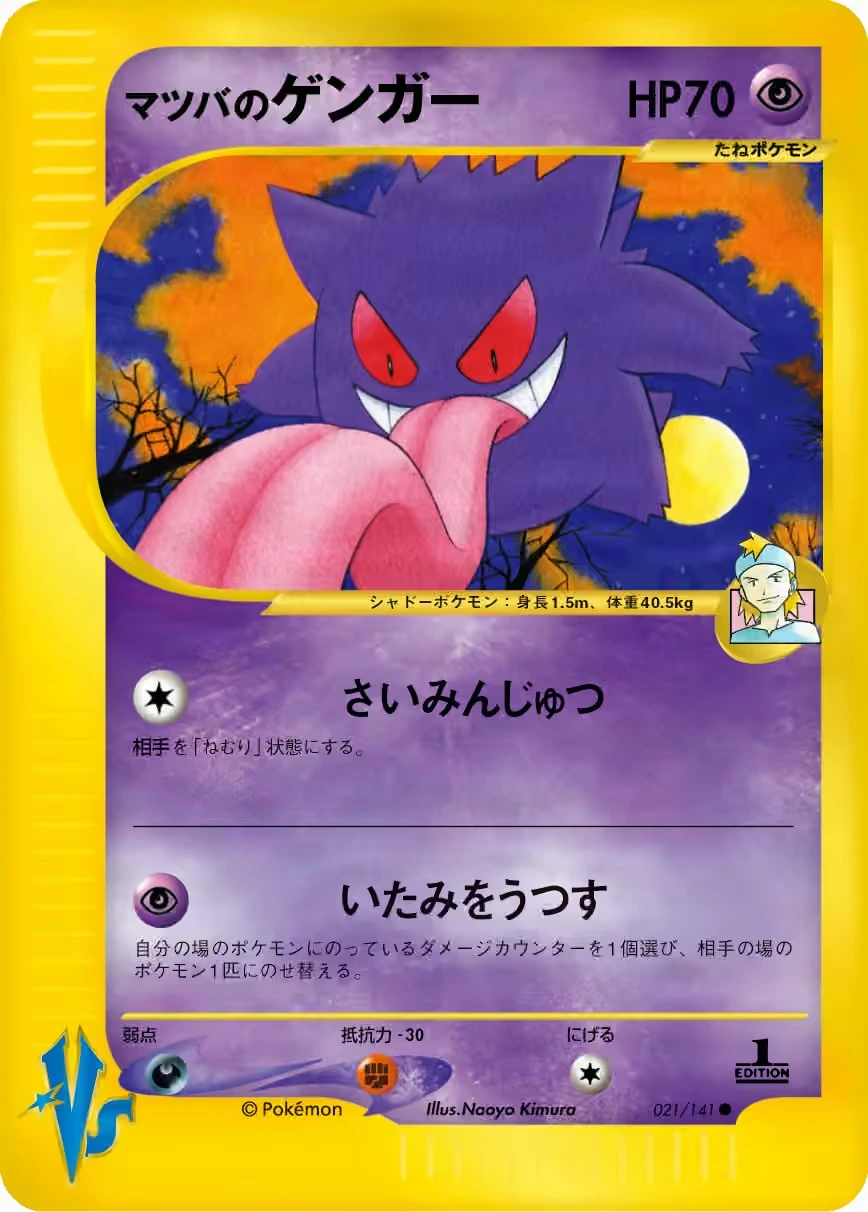 マツバのゲンガー HP70
たねポケモン
シャドーポケモン：身長1.5m、体重40.5kg
さいみんじゅつ
相手を「ねむり」状態にする。
いたみをうつす
自分の場のポケモンにのっているダメージカウンターを1個選び、相手の場の
ポケモン1匹にのせ替える。
弱点 抵抗力 -30 にげる
1
EDITION
VS
© Pokémon Illus.Naoyo Kimura 021/141●